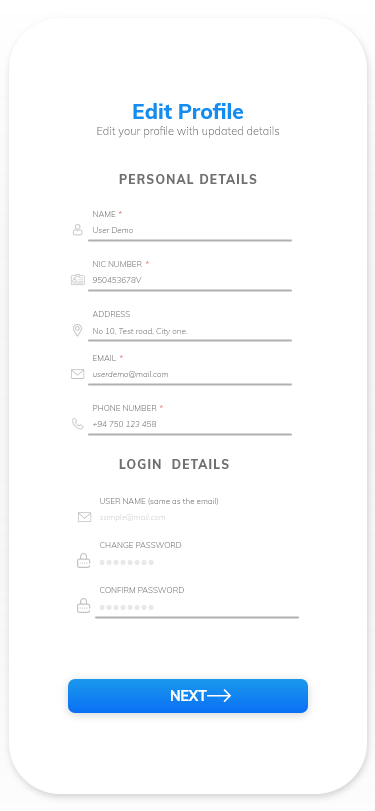 Edit Profile
Edit your profile with updated details
PERSONAL DETAILS
NAME *
User Demo
NIC NUMBER *
950453678V
ADDRESS
No 10, Test road, City one.
EMAIL *
userdemo@mail.com
PHONE NUMBER *
+94 750 123 458
LOGIN DETAILS
USER NAME (same as the email)
sample@mail.com
CHANGE PASSWORD
CONFIRM PASSWORD
NEXT